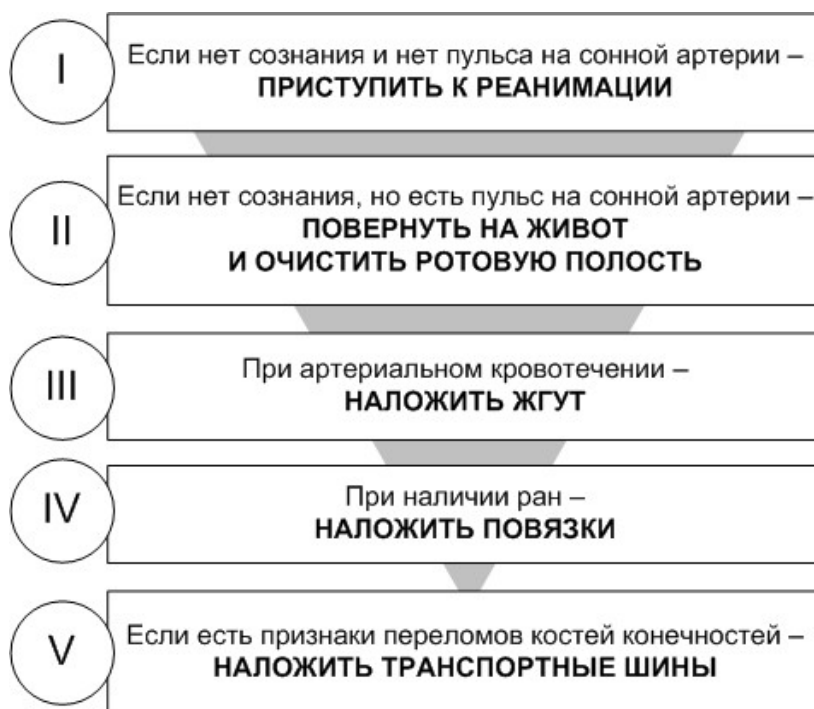 I
Если нет сознания и нет пульса на сонной артерии –
ПРИСТУПИТЬ К РЕАНИМАЦИИ
II
Если нет сознания, но есть пульс на сонной артерии –
ПОВЕРНУТЬ НА ЖИВОТ
И ОЧИСТИТЬ РОТОВУЮ ПОЛОСТЬ
III
При артериальном кровотечении –
НАЛОЖИТЬ ЖГУТ
IV
При наличии ран –
НАЛОЖИТЬ ПОВЯЗКИ
V
Если есть признаки переломов костей конечностей –
НАЛОЖИТЬ ТРАНСПОРТНЫЕ ШИНЫ